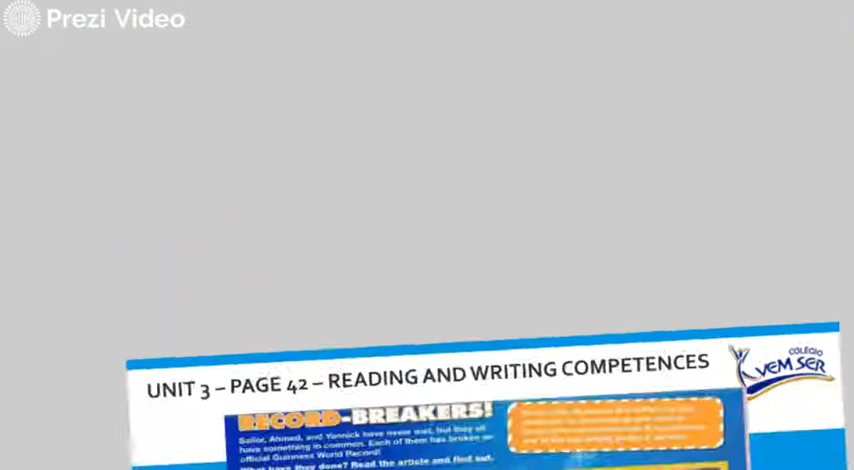 Prezi Video
UNIT 3 – PAGE 42 – READING AND WRITING COMPETENCES
COLÉGIO
VEM SER
RECORD-BREAKERS!
Sailor, Ahmed, and Yonnick have never met, but they all
have something in common. Each of them has broken an
official Guinness World Record!
What have they done? Read the article and find out.